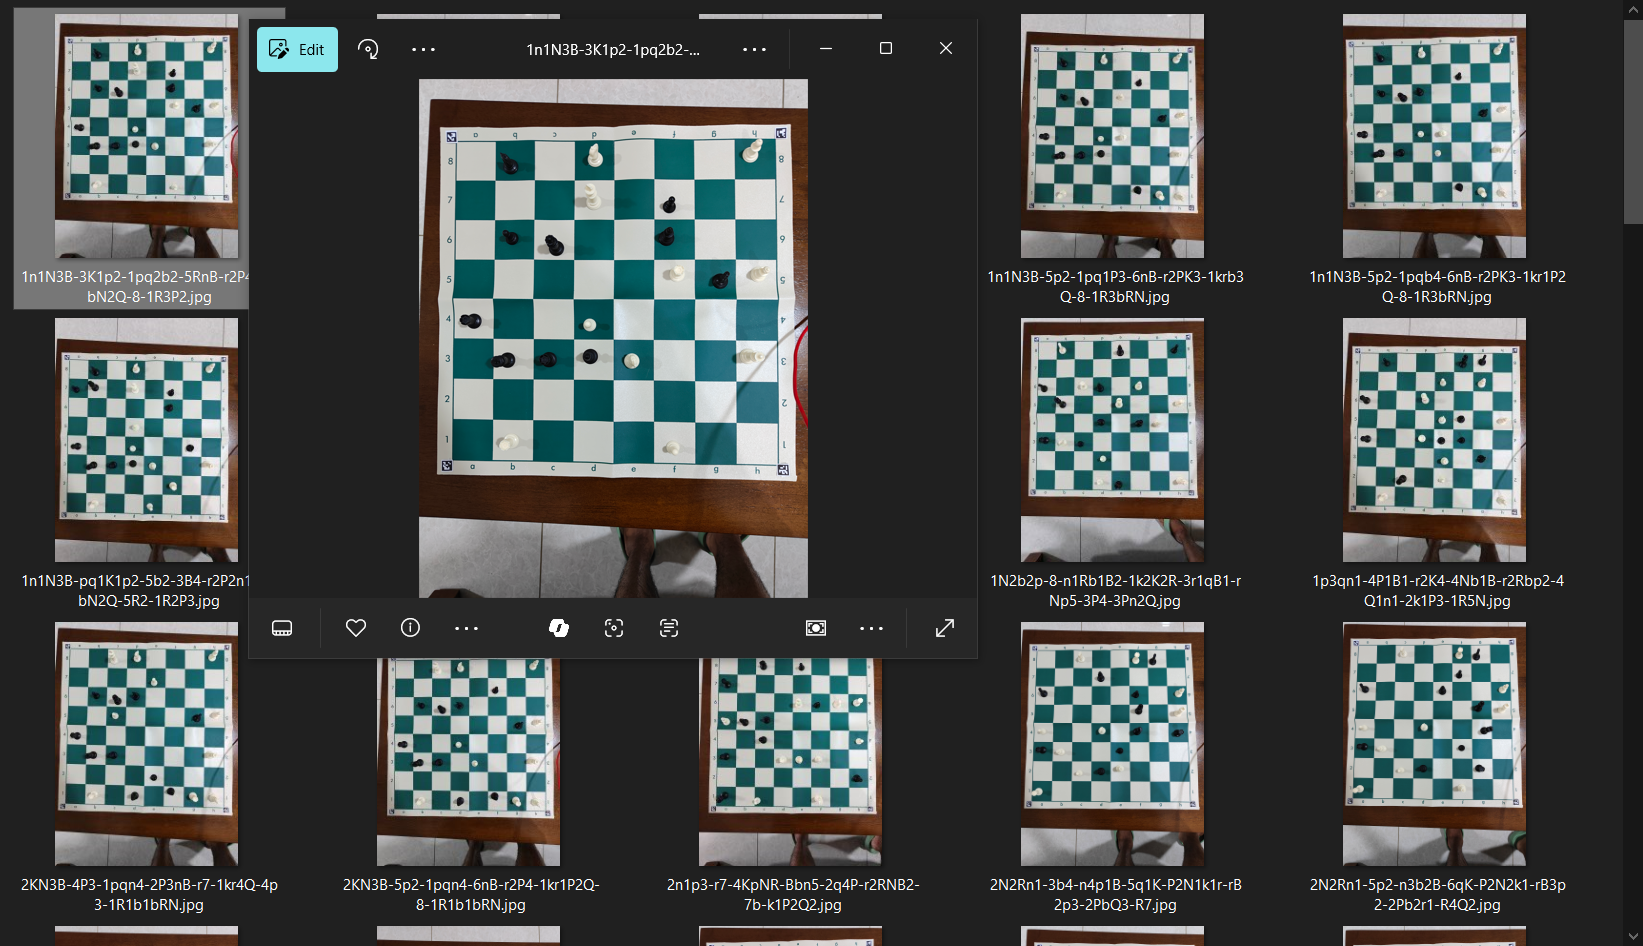 Edit
1n1N3B-3K1p2-1pq2b2-...
a b c d e f g h
8 8
7 7
6 6
5 5
4 4
3 3
2 2
1 1
a b c d e f g h
1n1N3B-3K1p2-1pq2b2-5RnB-r2P4
bN2Q-8-1R3P2.jpg
1n1N3B-5p2-1pq1P3-6nB-r2PK3-1krb3
Q-8-1R3bRN.jpg
1n1N3B-5p2-1pqb4-6nB-r2PK3-1kr1P2
Q-8-1R3bRN.jpg
1n1N3B-pq1K1p2-5b2-3B4-r2P2n1
bN2Q-5R2-1R2P3.jpg
1N2b2p-8-n1Rb1B2-1k2K2R-3r1qB1-r
Np5-3P4-3Pn2Q.jpg
1p3qn1-4P1B1-r2K4-4Nb1B-r2Rbp2-4
Q1n1-2k1P3-1R5N.jpg
2KN3B-4P3-1pqn4-2P3nB-r7-1kr4Q-4p
3-1R1b1bRN.jpg
2KN3B-5p2-1pqn4-6nB-r2P4-1kr1P2Q-
8-1R1b1bRN.jpg
2n1p3-r7-4KpNR-Bbn5-2q4P-r2RNB2-
7b-k1P2Q2.jpg
2N2Rn1-3b4-n4p1B-5q1K-P2N1k1r-rB
2p3-2PbQ3-R7.jpg
2N2Rn1-5p2-n3b2B-6qK-P2N2k1-rB3p
2-2Pb2r1-R4Q2.jpg